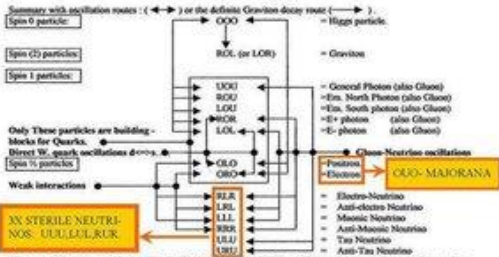 Summary with oscillation routes : ( ) or the definite Graviton decay route ( ).
Spin 0 particle: OOO = Higgs particle.
Spin (2) particles: ROL (or LOR) = Graviton
Spin 1 particles:
UOU = General Photon (also Gluon)
ROU = Em. North Photon (also Gluon)
LOU = Em. South Photon (also Gluon)
ROR = E+ photon (also Gluon)
LOL = E- photon (also Gluon)
Only These particles are building -
blocks for Quarks.
Direct W. quark oscillations d<=>u. Gluon-Neutrino oscillations
Spin ½ particles OLO = Positron
ORO = Electron
OUO- MAJORANA
Weak interactions
RLR = Electro-Neutrino
LRL = Anti-electro Neutrino
LLL = Muonic Neutrino
RRR = Anti-Muonic Neutrino
ULU = Tau Neutrino
URU = Anti-Tau Neutrino
3X STERILE NEUTRI-
NOS: UUU,LUL,RUR.